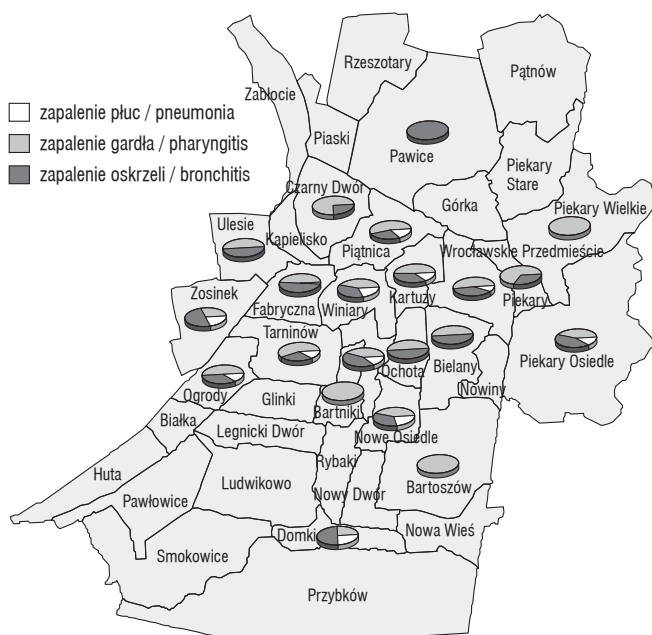 Rzeszotary
Pątnów
Zabłocie
zapalenie płuc / pneumonia
zapalenie gardła / pharyngitis
zapalenie oskrzeli / bronchitis
Piaski
Pawice
Piekary
Stare
Czarny Dwór
Górka
Piekary Wielkie
Ulesie
Kąpielisko
Piątnica
Wrocławskie Przedmieście
Zosinek
Fabryczna
Winiary
Kartuzy
Piekary
Tarninów
Ochota
Bielany
Piekary Osiedle
Ogrody
Glinki
Bartniki
Nowiny
Białka
Legnicki Dwór
Nowe Osiedle
Huta
Rybaki
Bartoszów
Pawłowice
Ludwikowo
Nowy Dwór
Smokowice
Domki
Nowa Wieś
Przybków